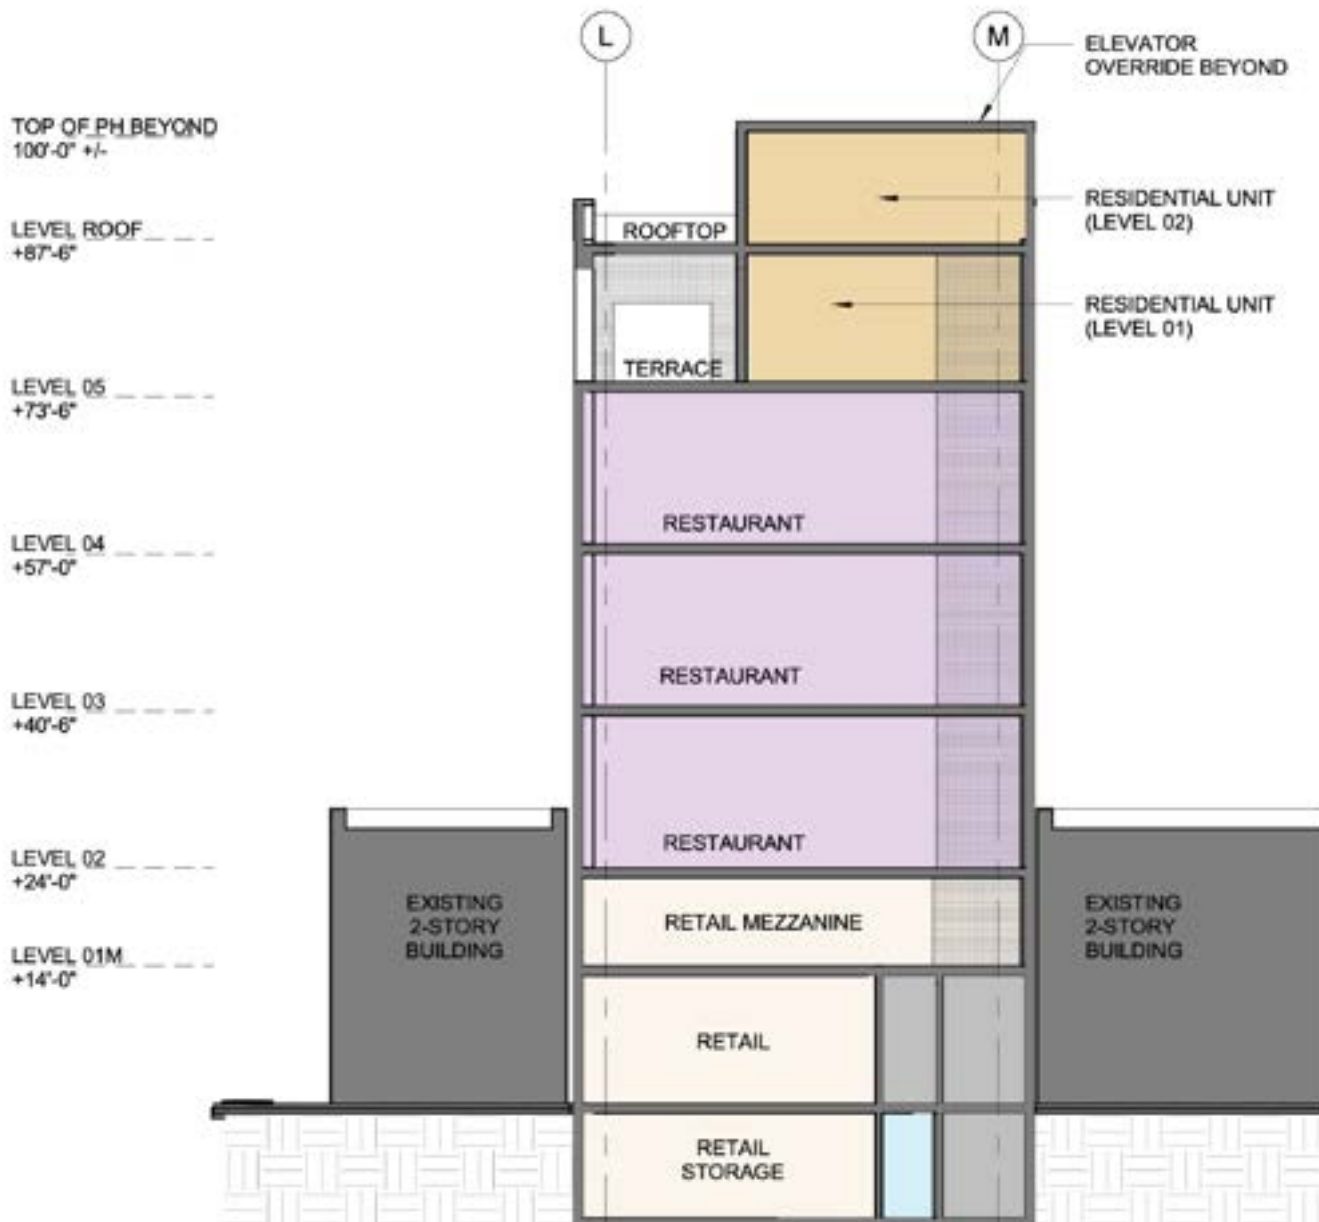 L
M
ELEVATOR
OVERRIDE BEYOND
TOP OF PH BEYOND
100'-0" +/-
RESIDENTIAL UNIT
(LEVEL 02)
LEVEL ROOF
+87'-6"
ROOFTOP
RESIDENTIAL UNIT
(LEVEL 01)
TERRACE
LEVEL 05
+73'-6"
RESTAURANT
LEVEL 04
+57'-0"
RESTAURANT
LEVEL 03
+40'-6"
RESTAURANT
LEVEL 02
+24'-0"
EXISTING
2-STORY
BUILDING
RETAIL MEZZANINE
EXISTING
2-STORY
BUILDING
LEVEL 01M
+14'-0"
RETAIL
RETAIL
STORAGE